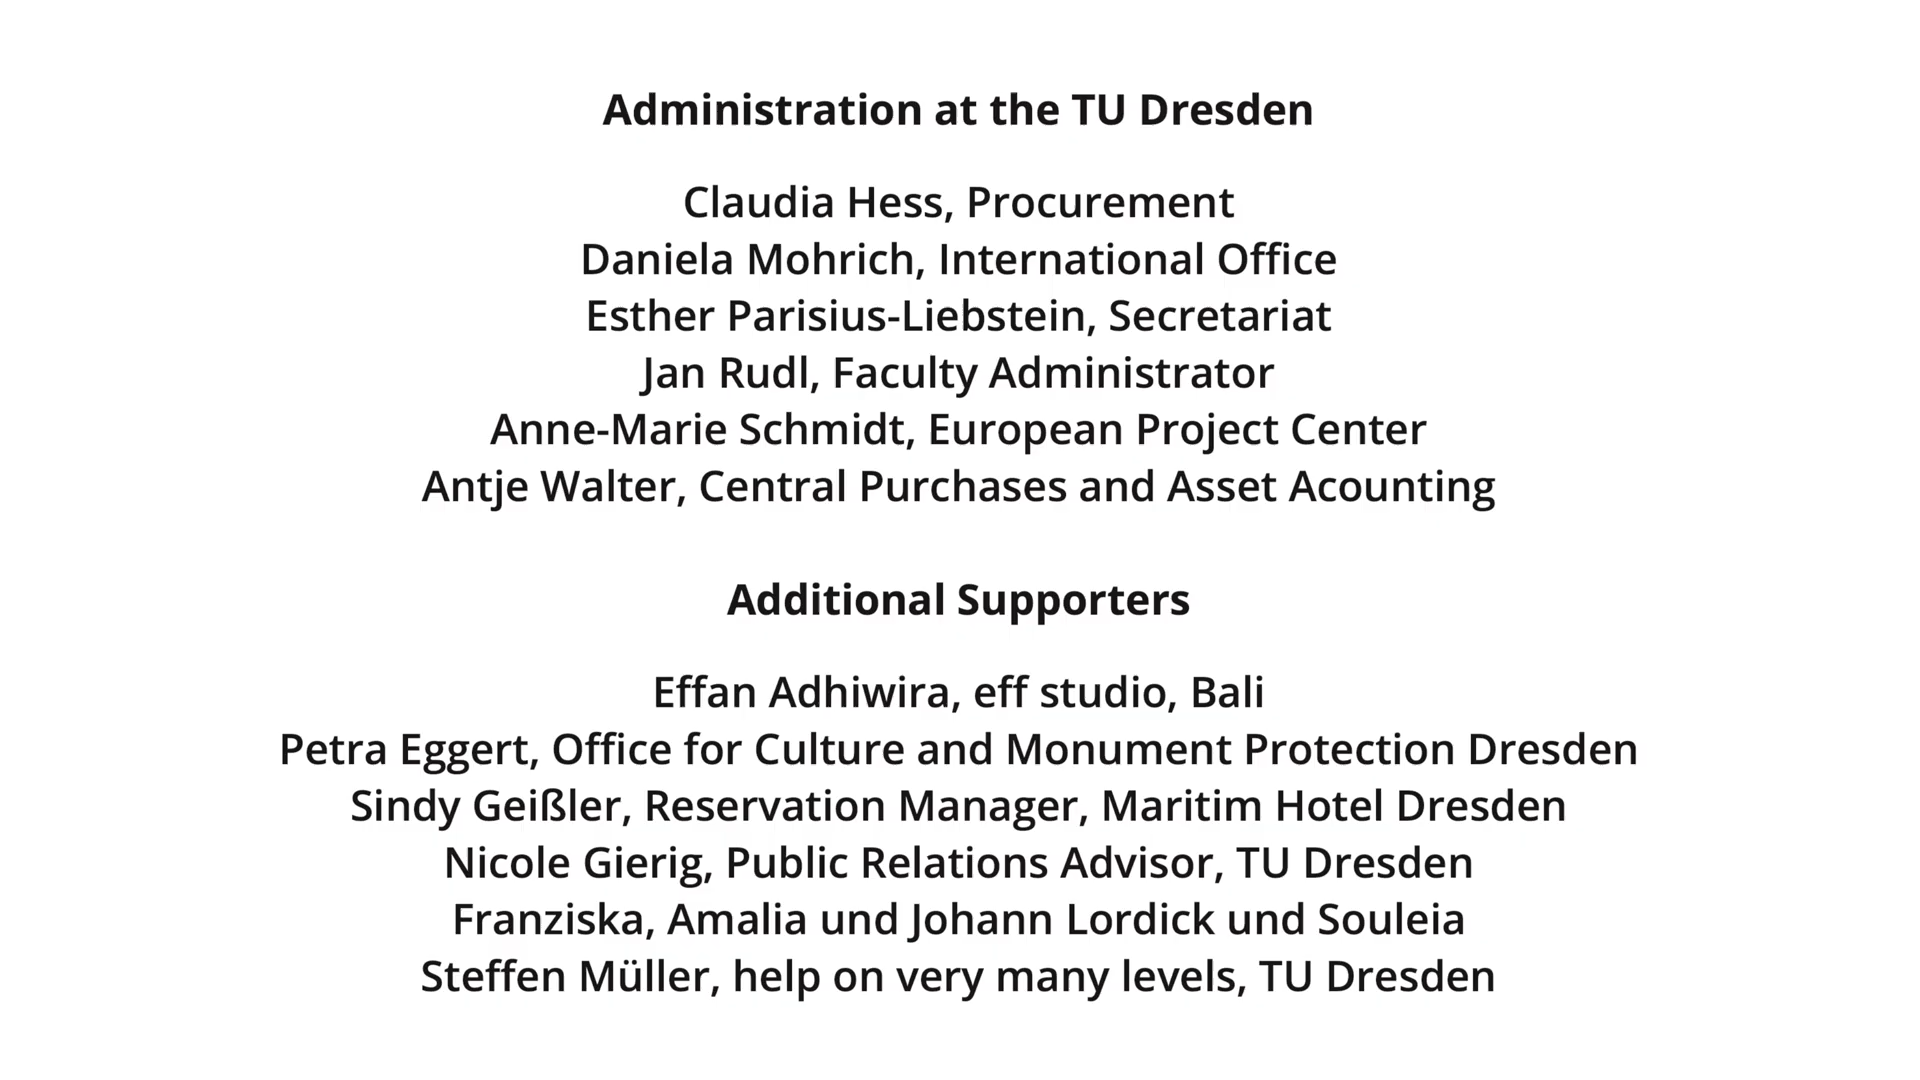 Administration at the TU Dresden
Claudia Hess, Procurement
Daniela Mohrich, International Office
Esther Parisius-Liebstein, Secretariat
Jan Rudl, Faculty Administrator
Anne-Marie Schmidt, European Project Center
Antje Walter, Central Purchases and Asset Acounting
Additional Supporters
Effan Adhiwira, eff studio, Bali
Petra Eggert, Office for Culture and Monument Protection Dresden
Sindy Geißler, Reservation Manager, Maritim Hotel Dresden
Nicole Gierig, Public Relations Advisor, TU Dresden
Franziska, Amalia und Johann Lordick und Souleia
Steffen Müller, help on very many levels, TU Dresden